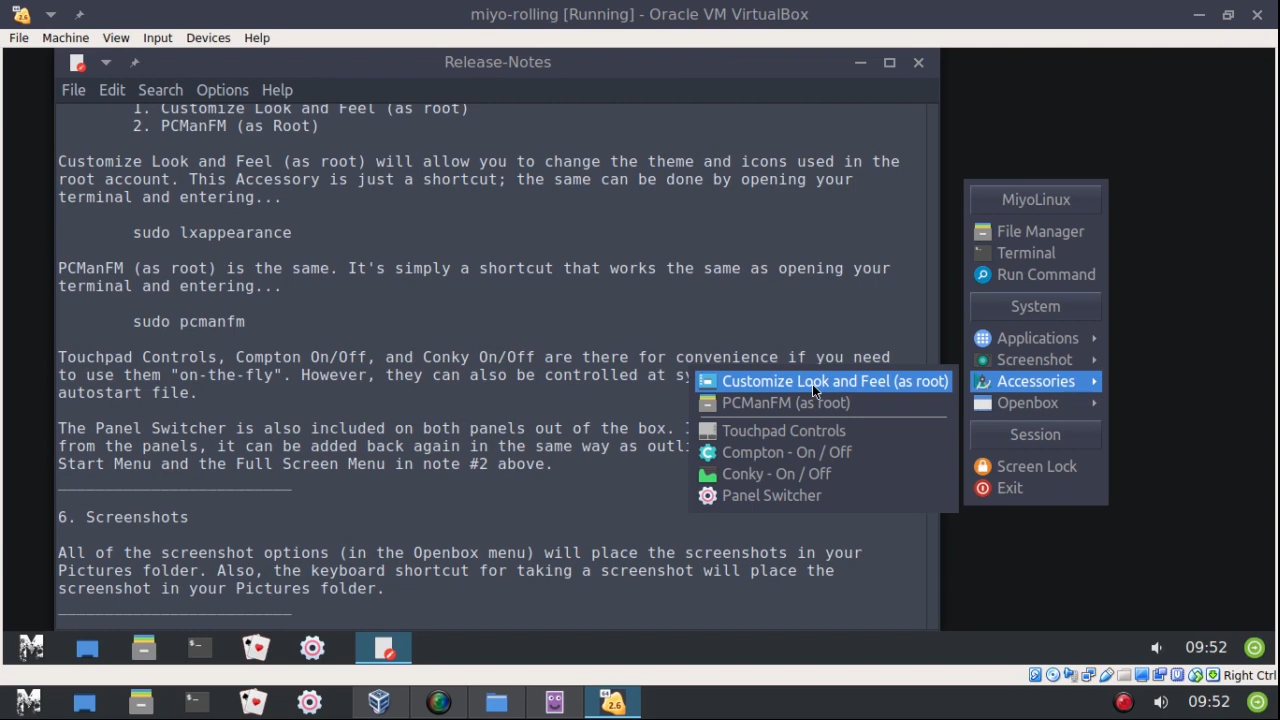 miyo-rolling [Running] - Oracle VM VirtualBox
File Machine View Input Devices Help
Release-Notes
File Edit Search Options Help
1. Customize Look and Feel (as root)
2. PCManFM (as Root)
Customize Look and Feel (as root) will allow you to change the theme and icons used in the
root account. This Accessory is just a shortcut; the same can be done by opening your
terminal and entering...
sudo lxappearance
PCManFM (as root) is the same. It's simply a shortcut that works the same as opening your
terminal and entering...
sudo pcmanfm
Touchpad Controls, Compton On/Off, and Conky On/Off are there for convenience if you need
to use them "on-the-fly". However, they can also be controlled at
autostart file.
The Panel Switcher is also included on both panels out of the box.
from the panels, it can be added back again in the same way as
Start Menu and the Full Screen Menu in note #2 above.
6. Screenshots
All of the screenshot options (in the Openbox menu) will place the screenshots in your
Pictures folder. Also, the keyboard shortcut for taking a screenshot will place the
screenshot in your Pictures folder.
Customize Look and Feel (as root)
PCManFM (as root)
Touchpad Controls
Compton - On / Off
Conky - On / Off
Panel Switcher
MiyoLinux
File Manager
Terminal
Run Command
System
Applications
Screenshot
Accessories
Openbox
Session
Screen Lock
Exit
09:52
Right Ctrl
09:52